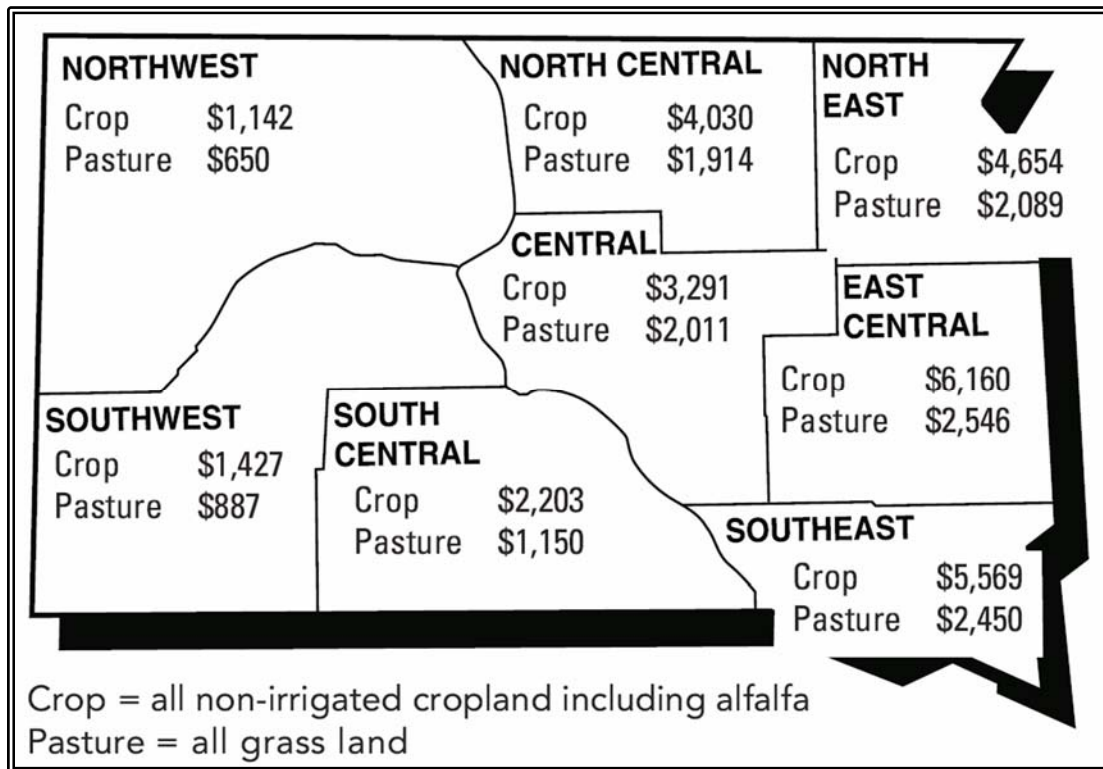 NORTHWEST
Crop $1,142
Pasture $650
NORTH CENTRAL
Crop $4,030
Pasture $1,914
NORTH
EAST
Crop $4,654
Pasture $2,089
CENTRAL
Crop $3,291
Pasture $2,011
EAST
CENTRAL
Crop $6,160
Pasture $2,546
SOUTHWEST
Crop $1,427
Pasture $887
SOUTH
CENTRAL
Crop $2,203
Pasture $1,150
SOUTHEAST
Crop $5,569
Pasture $2,450
Crop = all non-irrigated cropland including alfalfa
Pasture = all grass land